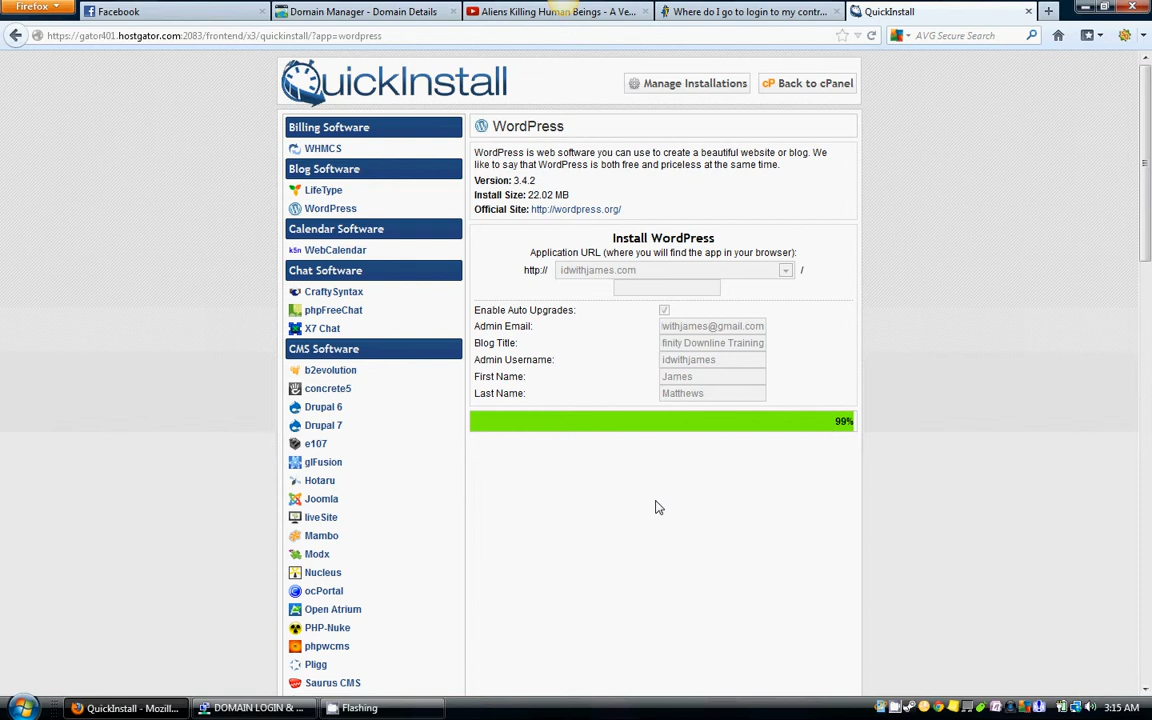 Firefox
Facebook
Domain Manager - Domain Details
Aliens Killing Human Beings - A Ve...
Where do I go to login to my contr...
QuickInstall
https://gator401.hostgator.com:2083/frontend/x3/quickinstall/?app=wordpress
AVG Secure Search
QuickInstall
Manage Installations
cP Back to cPanel
Billing Software
WHMCS
Blog Software
LifeType
WordPress
Calendar Software
k5n WebCalendar
Chat Software
CraftySyntax
phpFreeChat
X7 Chat
CMS Software
b2evolution
concrete5
Drupal 6
Drupal 7
e107
glFusion
Hotaru
Joomla
liveSite
Mambo
Modx
Nucleus
ocPortal
Open Atrium
PHP-Nuke
phpwcms
Pligg
Saurus CMS
WordPress
WordPress is web software you can use to create a beautiful website or blog. We
like to say that WordPress is both free and priceless at the same time.
Version: 3.4.2
Install Size: 22.02 MB
Official Site: http://wordpress.org/
Install WordPress
Application URL (where you will find the app in your browser):
http:// idwithjames.com /
Enable Auto Upgrades:
Admin Email: withjames@gmail.com
Blog Title: finity Downline Training
Admin Username: idwithjames
First Name: James
Last Name: Matthews
99%
QuickInstall - Mozill...
DOMAIN LOGIN & ...
Flashing
3:15 AM